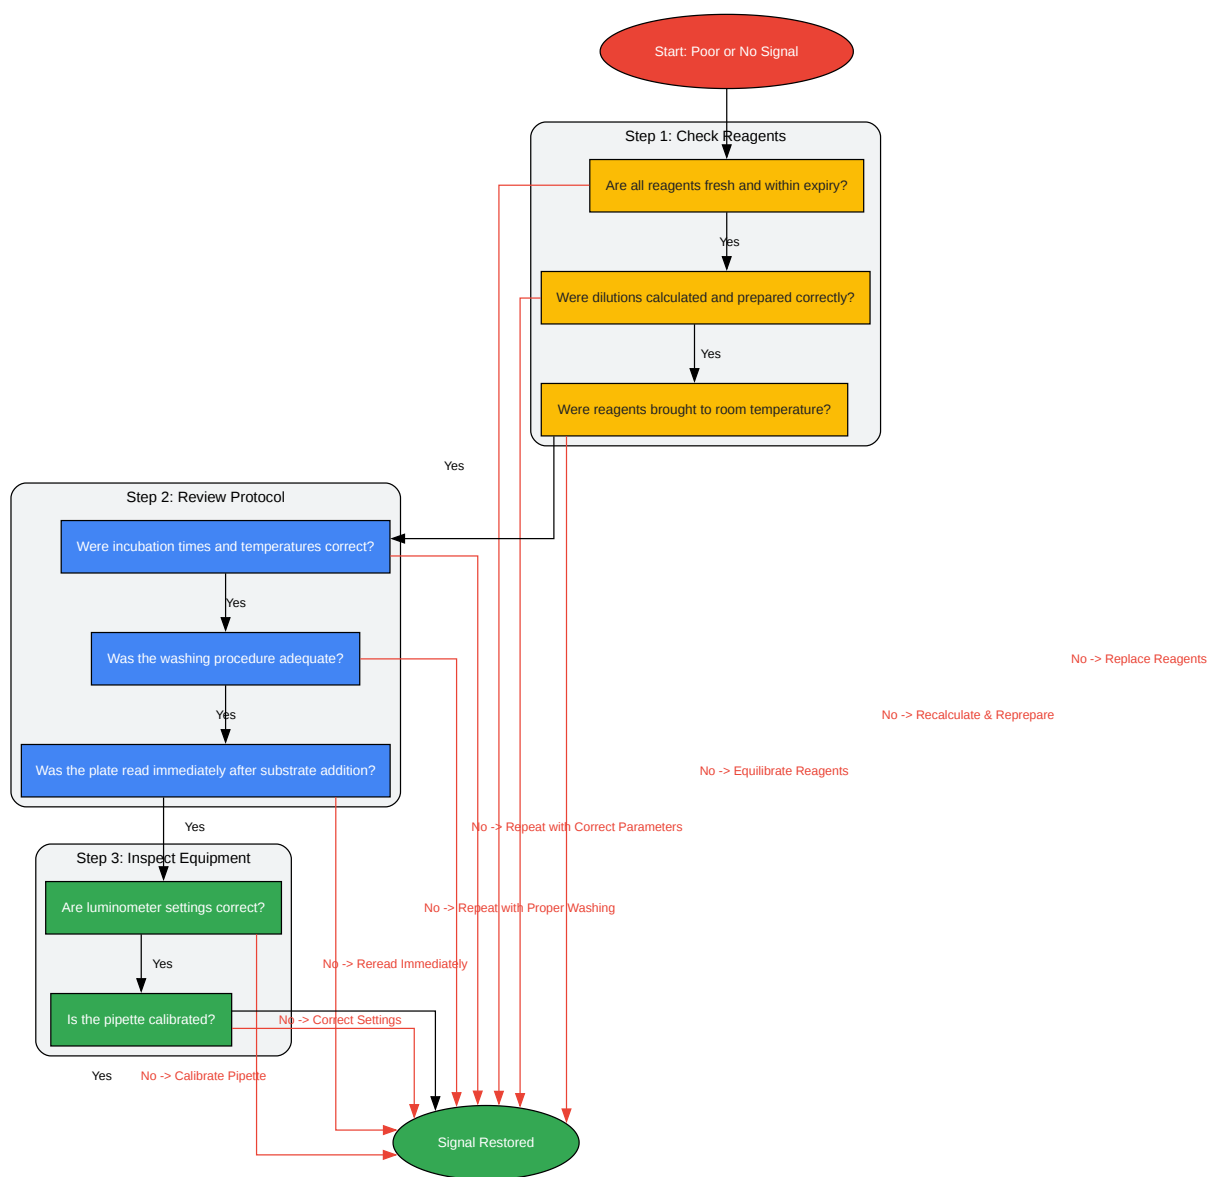 Start: Poor or No Signal
Step 1: Check Reagents
Are all reagents fresh and within expiry?
Yes
Were dilutions calculated and prepared correctly?
Yes
Were reagents brought to room temperature?
Yes
Step 2: Review Protocol
Were incubation times and temperatures correct?
Yes
Was the washing procedure adequate?
No -> Replace Reagents
Yes
No -> Recalculate & Reprepare
Was the plate read immediately after substrate addition?
No -> Equilibrate Reagents
Yes
No -> Repeat with Correct Parameters
Step 3: Inspect Equipment
Are luminometer settings correct?
No -> Repeat with Proper Washing
Yes
No -> Reread Immediately
Is the pipette calibrated?
No -> Correct Settings
Yes
No -> Calibrate Pipette
Signal Restored